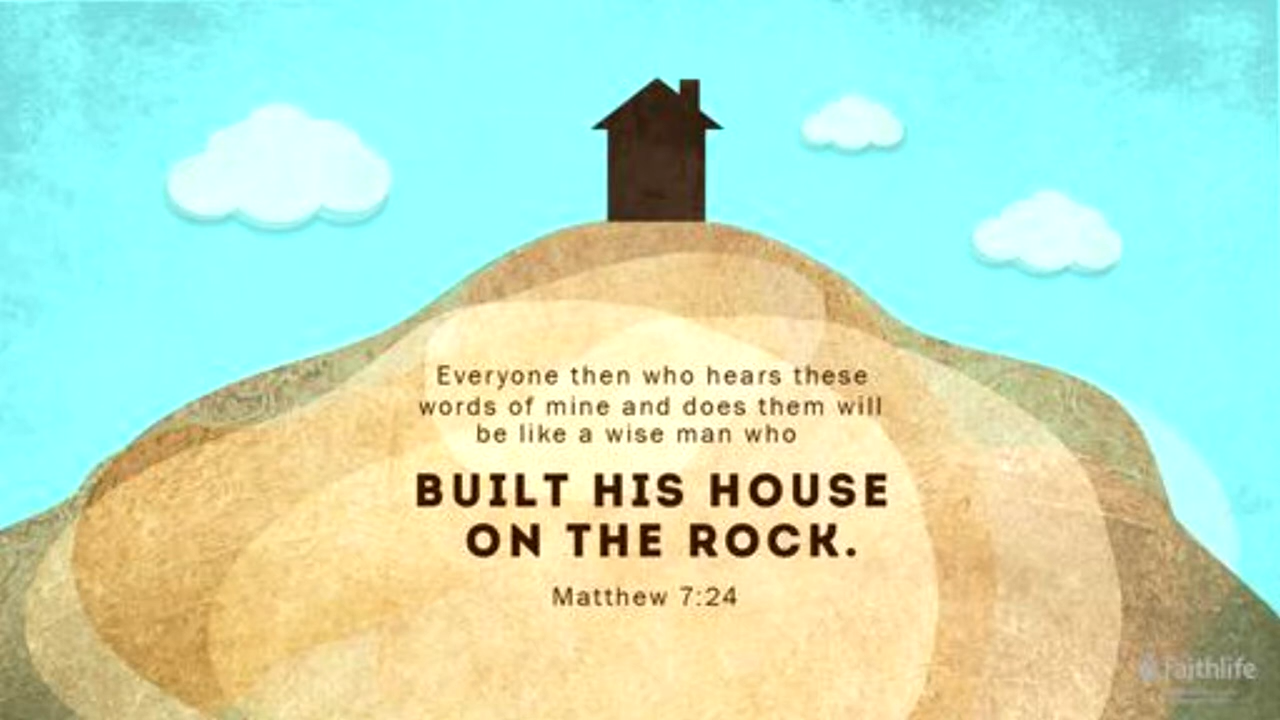 Everyone then who hears these
words of mine and does them will
be like a wise man who
BUILT HIS HOUSE
ON THE ROCK.
Matthew 7:24
Faithlife